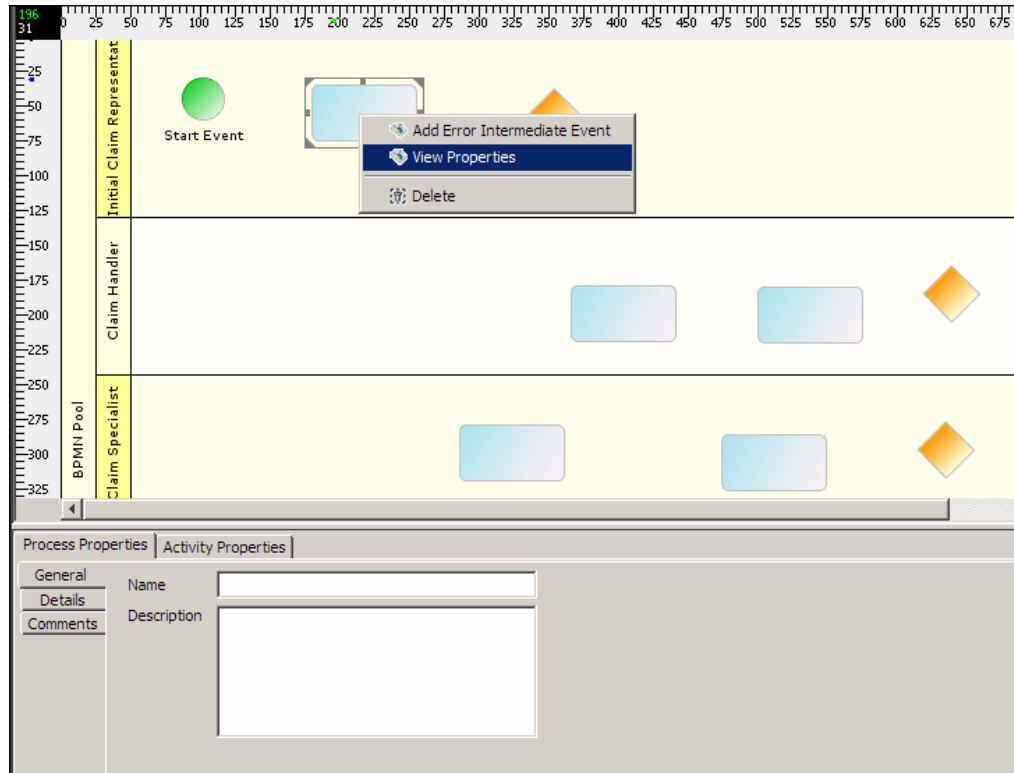 196
31
0 25 50 75 100 125 150 175 200 225 250 275 300 325 350 375 400 425 450 475 500 525 550 575 600 625 650 675
25
50
75
100
125
150
175
200
225
250
275
300
325
BPMN Pool
Initial Claim Representat
Start Event
Add Error Intermediate Event
View Properties
Delete
Claim Handler
Claim Specialist
Process Properties
Activity Properties
General
Details
Comments
Name
Description